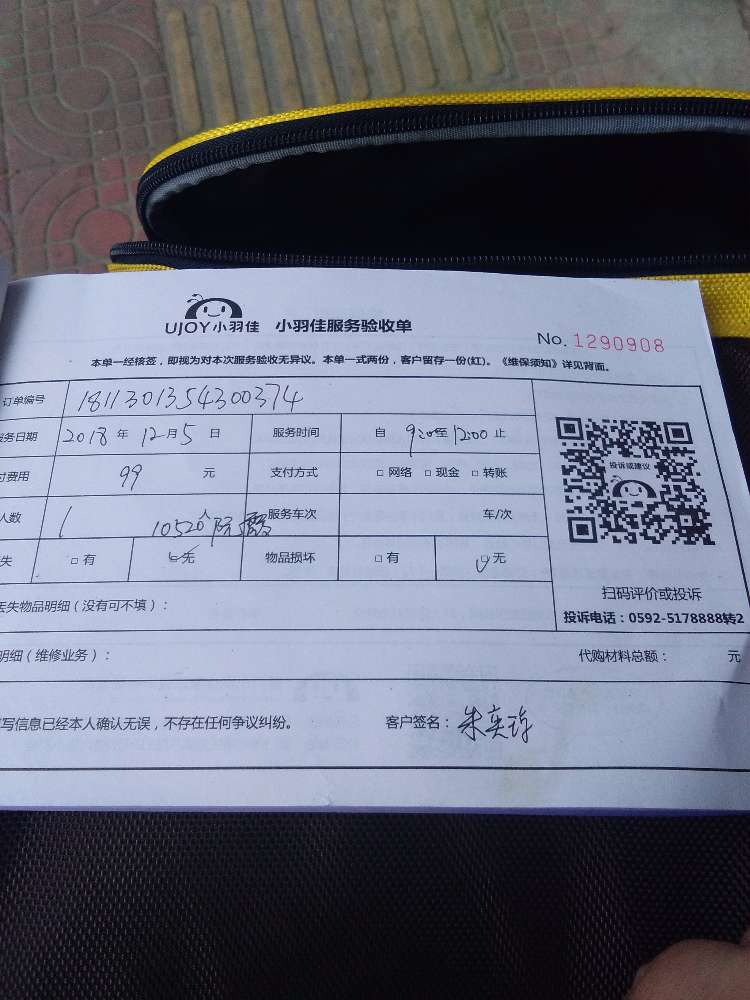 UJOY小羽佳 小羽佳服务验收单
No. 1290908
本单一经核签，即视为对本次服务验收无异议。本单一式两份，客户留存一份(红)。《维保须知》详见背面。
订单编号 1811301354300374
务日期 2018 年 12 月 5 日 服务时间 自 9:00 至 12:00 止
付费用 99 元 支付方式 □ 网络 □ 现金 □ 转账
人数 1 人 10520 陈霞 服务车次 车/次
失 □ 有 □ 无 物品损坏 □ 有 □ 无
投诉或建议
扫码评价或投诉
投诉电话：0592-5178888转2
丢失物品明细（没有可不填）：
明细（维修业务）： 代购材料总额： 元
写信息已经本人确认无误，不存在任何争议纠纷。 客户签名：朱奕